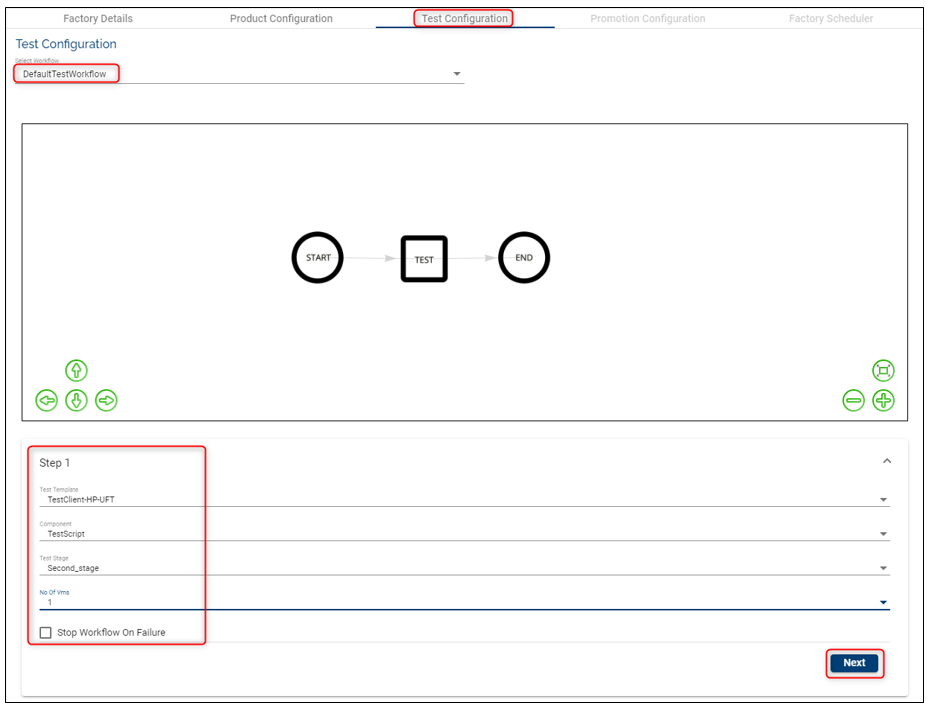 Factory Details Product Configuration Test Configuration Promotion Configuration Factory Scheduler
Test Configuration
Select Workflow
DefaultTestWorkflow
START TEST END
Step 1
Test Template
TestClient-HP-UFT
Component
TestScript
Test Stage
Second_stage
No Of Vms
1
Stop Workflow On Failure
Next